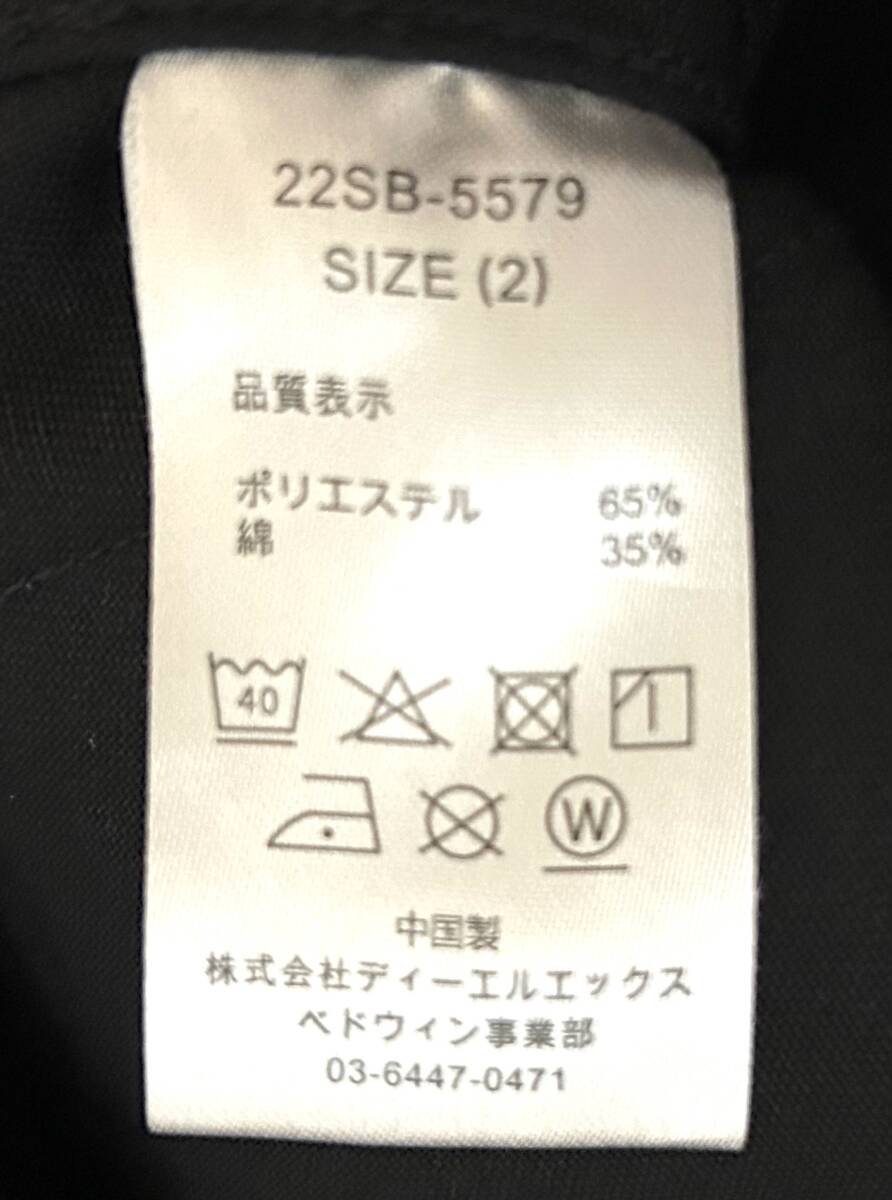 22SB-5579
SIZE (2)
品質表示
ポリエステル 65%
綿 35%
40
W
中国製
株式会社ディーエルエックス
ベドウィン事業部
03-6447-0471